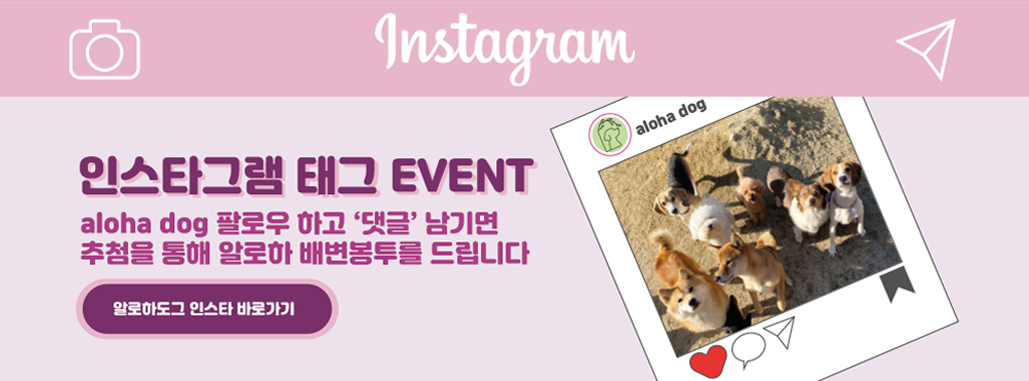 Instagram
aloha dog
인스타그램 태그 EVENT
aloha dog 팔로우 하고 ‘댓글’ 남기면
추첨을 통해 알로하 배변봉투를 드립니다
알로하도그 인스타 바로가기